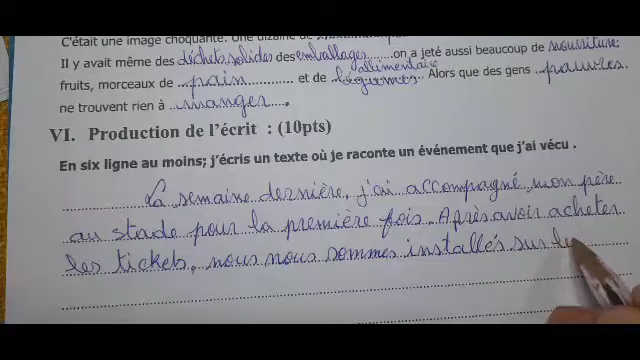 C'était une image choquante. Une dizaine de
Il y avait même des déchets solides des emballages on a jeté aussi beaucoup de nourriture:
allimentaire
fruits, morceaux de pain et de légumes. Alors que des gens pauvres
ne trouvent rien à manger.
VI. Production de l'écrit : (10pts)
En six ligne au moins; j'écris un texte où je raconte un événement que j'ai vécu .
La semaine dernière, j'ai accompagné mon père
au stade pour la première fois. Après avoir acheter
les tickets, nous nous sommes installés sur le